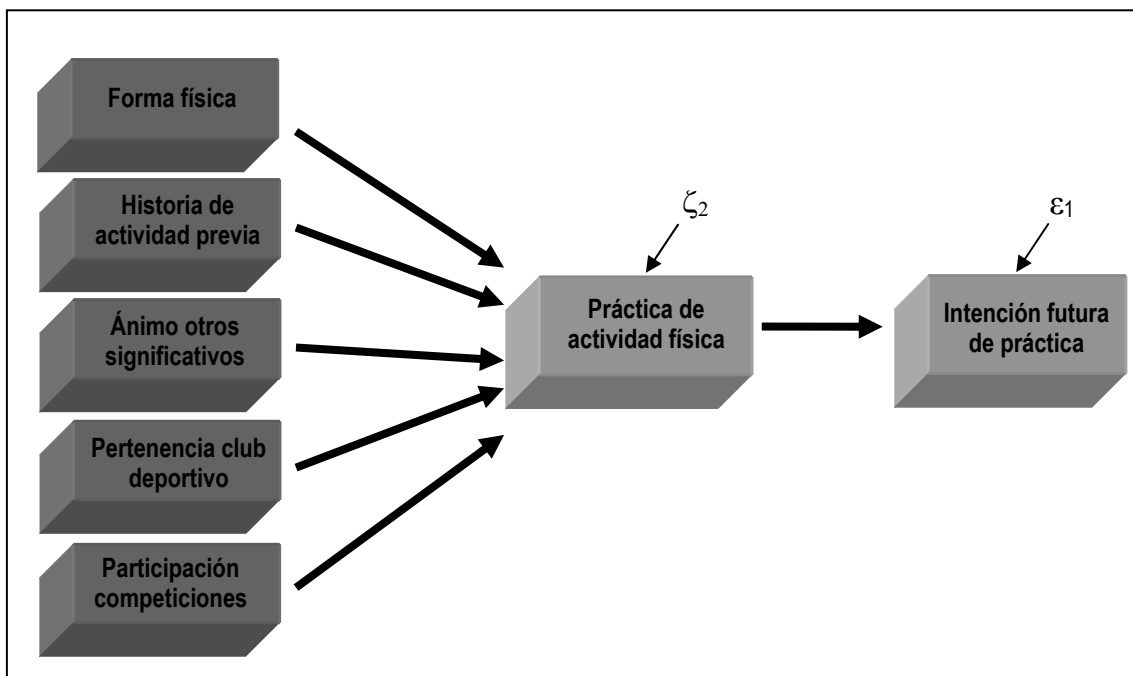 Forma física
Historia de
actividad previa
Ánimo otros
significativos
Pertenencia club
deportivo
Participación
competiciones
ζ2
Práctica de
actividad física
ε1
Intención futura
de práctica